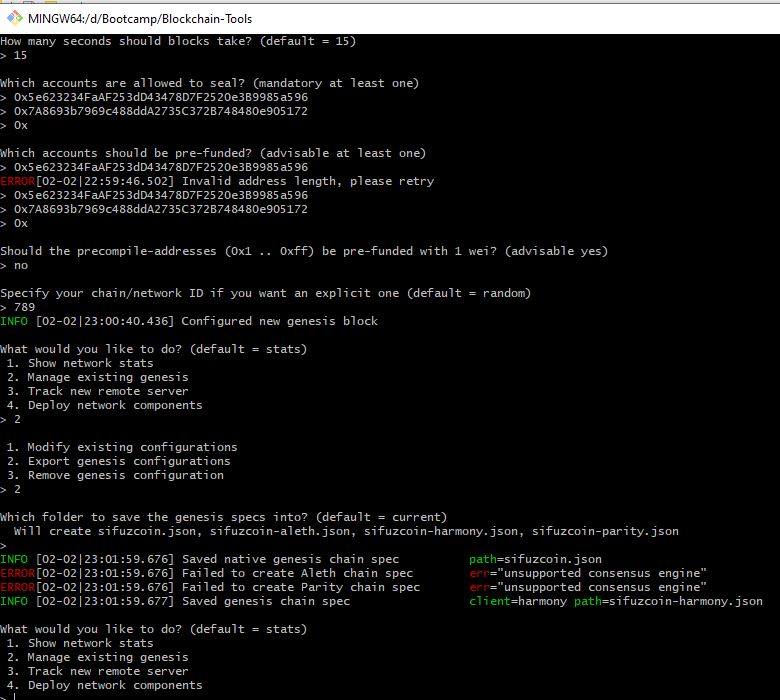 MINGW64:/d/Bootcamp/Blockchain-Tools
How many seconds should blocks take? (default = 15)
> 15
Which accounts are allowed to seal? (mandatory at least one)
> 0x5e623234FaAF253dD43478D7F2520e3B9985a596
> 0x7A8693b7969c488ddA2735C372B748480e905172
> 0x
Which accounts should be pre-funded? (advisable at least one)
> 0x5e623234FaAF253dD43478D7F2520e3B9985a596
ERROR[02-02|22:59:46.502] Invalid address length, please retry
> 0x5e623234FaAF253dD43478D7F2520e3B9985a596
> 0x7A8693b7969c488ddA2735C372B748480e905172
> 0x
Should the precompile-addresses (0x1 .. 0xff) be pre-funded with 1 wei? (advisable yes)
> no
Specify your chain/network ID if you want an explicit one (default = random)
> 789
INFO [02-02|23:00:40.436] Configured new genesis block
What would you like to do? (default = stats)
1. Show network stats
2. Manage existing genesis
3. Track new remote server
4. Deploy network components
> 2
1. Modify existing configurations
2. Export genesis configurations
3. Remove genesis configuration
> 2
Which folder to save the genesis specs into? (default = current)
Will create sifuzcoin.json, sifuzcoin-aleth.json, sifuzcoin-harmony.json, sifuzcoin-parity.json
>
INFO [02-02|23:01:59.676] Saved native genesis chain spec path=sifuzcoin.json
ERROR[02-02|23:01:59.676] Failed to create Aleth chain spec err="unsupported consensus engine"
ERROR[02-02|23:01:59.676] Failed to create Parity chain spec err="unsupported consensus engine"
INFO [02-02|23:01:59.677] Saved genesis chain spec client=harmony path=sifuzcoin-harmony.json
What would you like to do? (default = stats)
1. Show network stats
2. Manage existing genesis
3. Track new remote server
4. Deploy network components
>